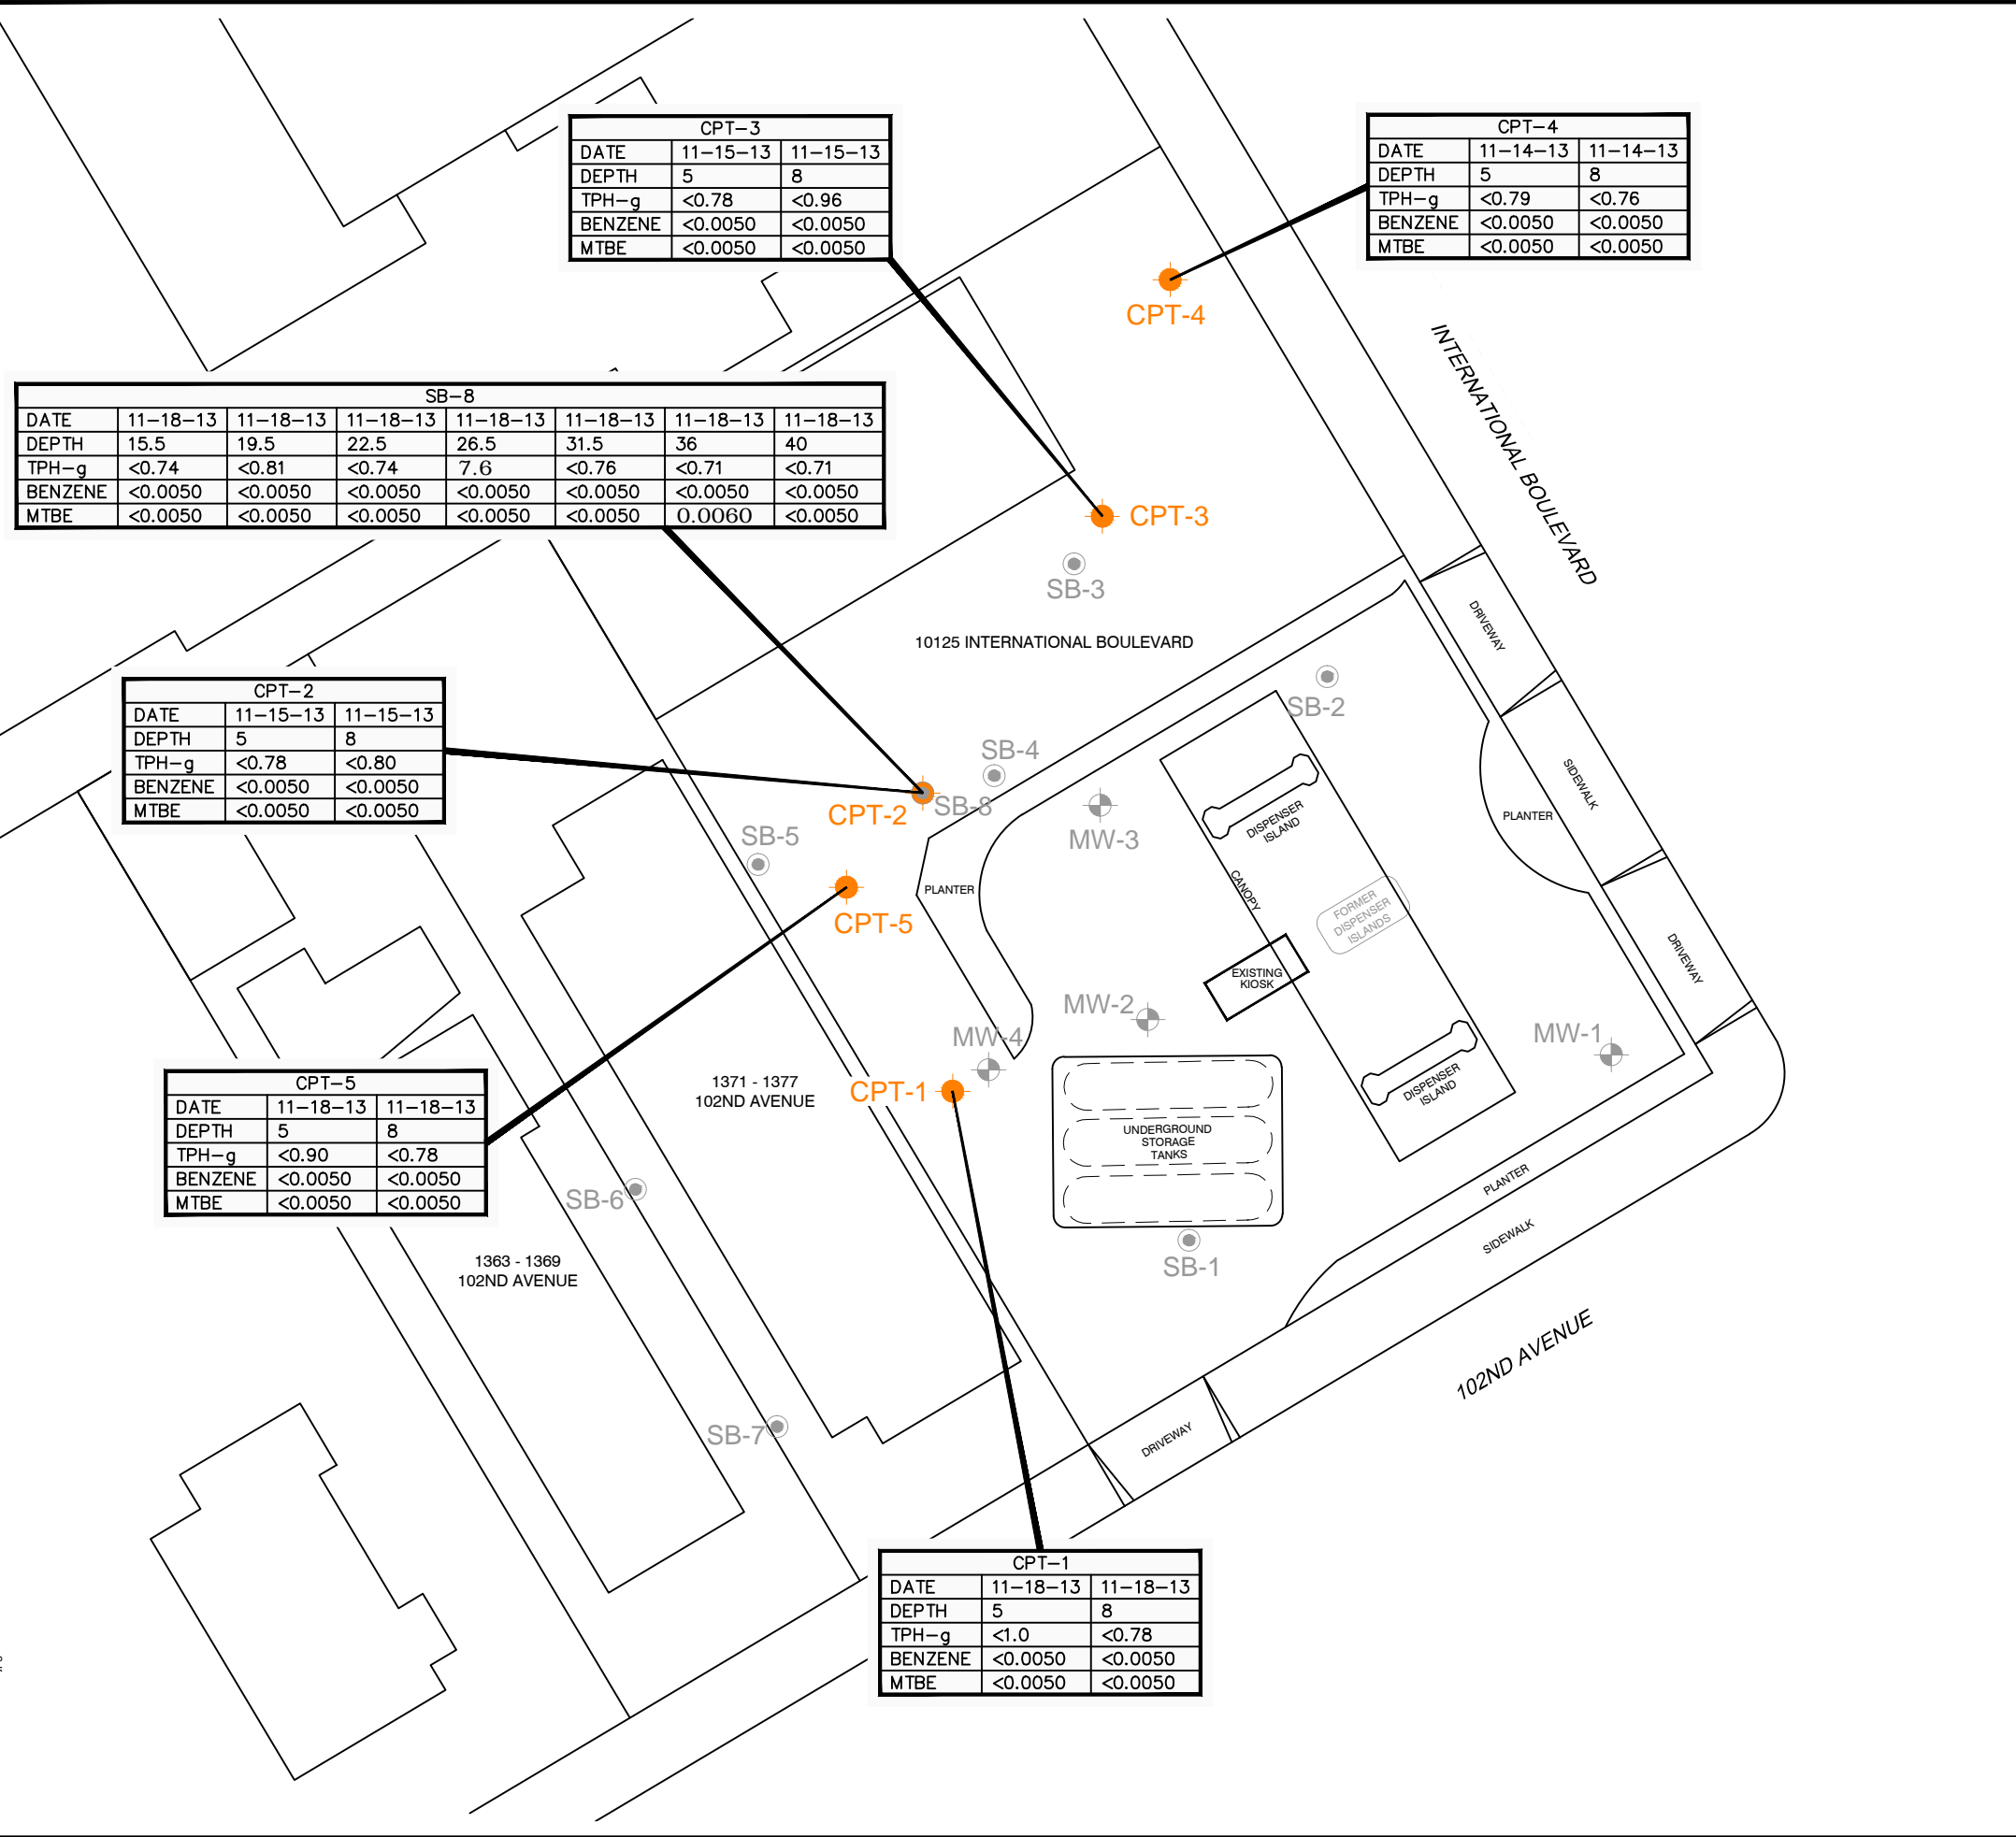 CPT-3
DATE 11-15-13 11-15-13
DEPTH 5 8
TPH-g <0.78 <0.96
BENZENE <0.0050 <0.0050
MTBE <0.0050 <0.0050
CPT-4
DATE 11-14-13 11-14-13
DEPTH 5 8
TPH-g <0.79 <0.76
BENZENE <0.0050 <0.0050
MTBE <0.0050 <0.0050
CPT-4
INTERNATIONAL BOULEVARD
SB-8
DATE 11-18-13 11-18-13 11-18-13 11-18-13 11-18-13 11-18-13 11-18-13
DEPTH 15.5 19.5 22.5 26.5 31.5 36 40
TPH-g <0.74 <0.81 <0.74 7.6 <0.76 <0.71 <0.71
BENZENE <0.0050 <0.0050 <0.0050 <0.0050 <0.0050 <0.0050 <0.0050
MTBE <0.0050 <0.0050 <0.0050 <0.0050 <0.0050 0.0060 <0.0050
CPT-3
SB-3
10125 INTERNATIONAL BOULEVARD
DRIVEWAY
SB-2
CPT-2
DATE 11-15-13 11-15-13
DEPTH 5 8
TPH-g <0.78 <0.80
BENZENE <0.0050 <0.0050
MTBE <0.0050 <0.0050
SB-4
CPT-2
SB-8
SB-5
MW-3
DISPENSER
ISLAND
SIDEWALK
PLANTER
PLANTER
CANOPY
FORMER
DISPENSER
ISLANDS
CPT-5
DRIVEWAY
EXISTING
KIOSK
MW-2
MW-4
MW-1
CPT-5
DATE 11-18-13 11-18-13
DEPTH 5 8
TPH-g <0.90 <0.78
BENZENE <0.0050 <0.0050
MTBE <0.0050 <0.0050
1371 - 1377
102ND AVENUE
CPT-1
DISPENSER
ISLAND
UNDERGROUND
STORAGE
TANKS
PLANTER
SIDEWALK
SB-6
SB-1
1363 - 1369
102ND AVENUE
102ND AVENUE
SB-7
DRIVEWAY
CPT-1
DATE 11-18-13 11-18-13
DEPTH 5 8
TPH-g <1.0 <0.78
BENZENE <0.0050 <0.0050
MTBE <0.0050 <0.0050